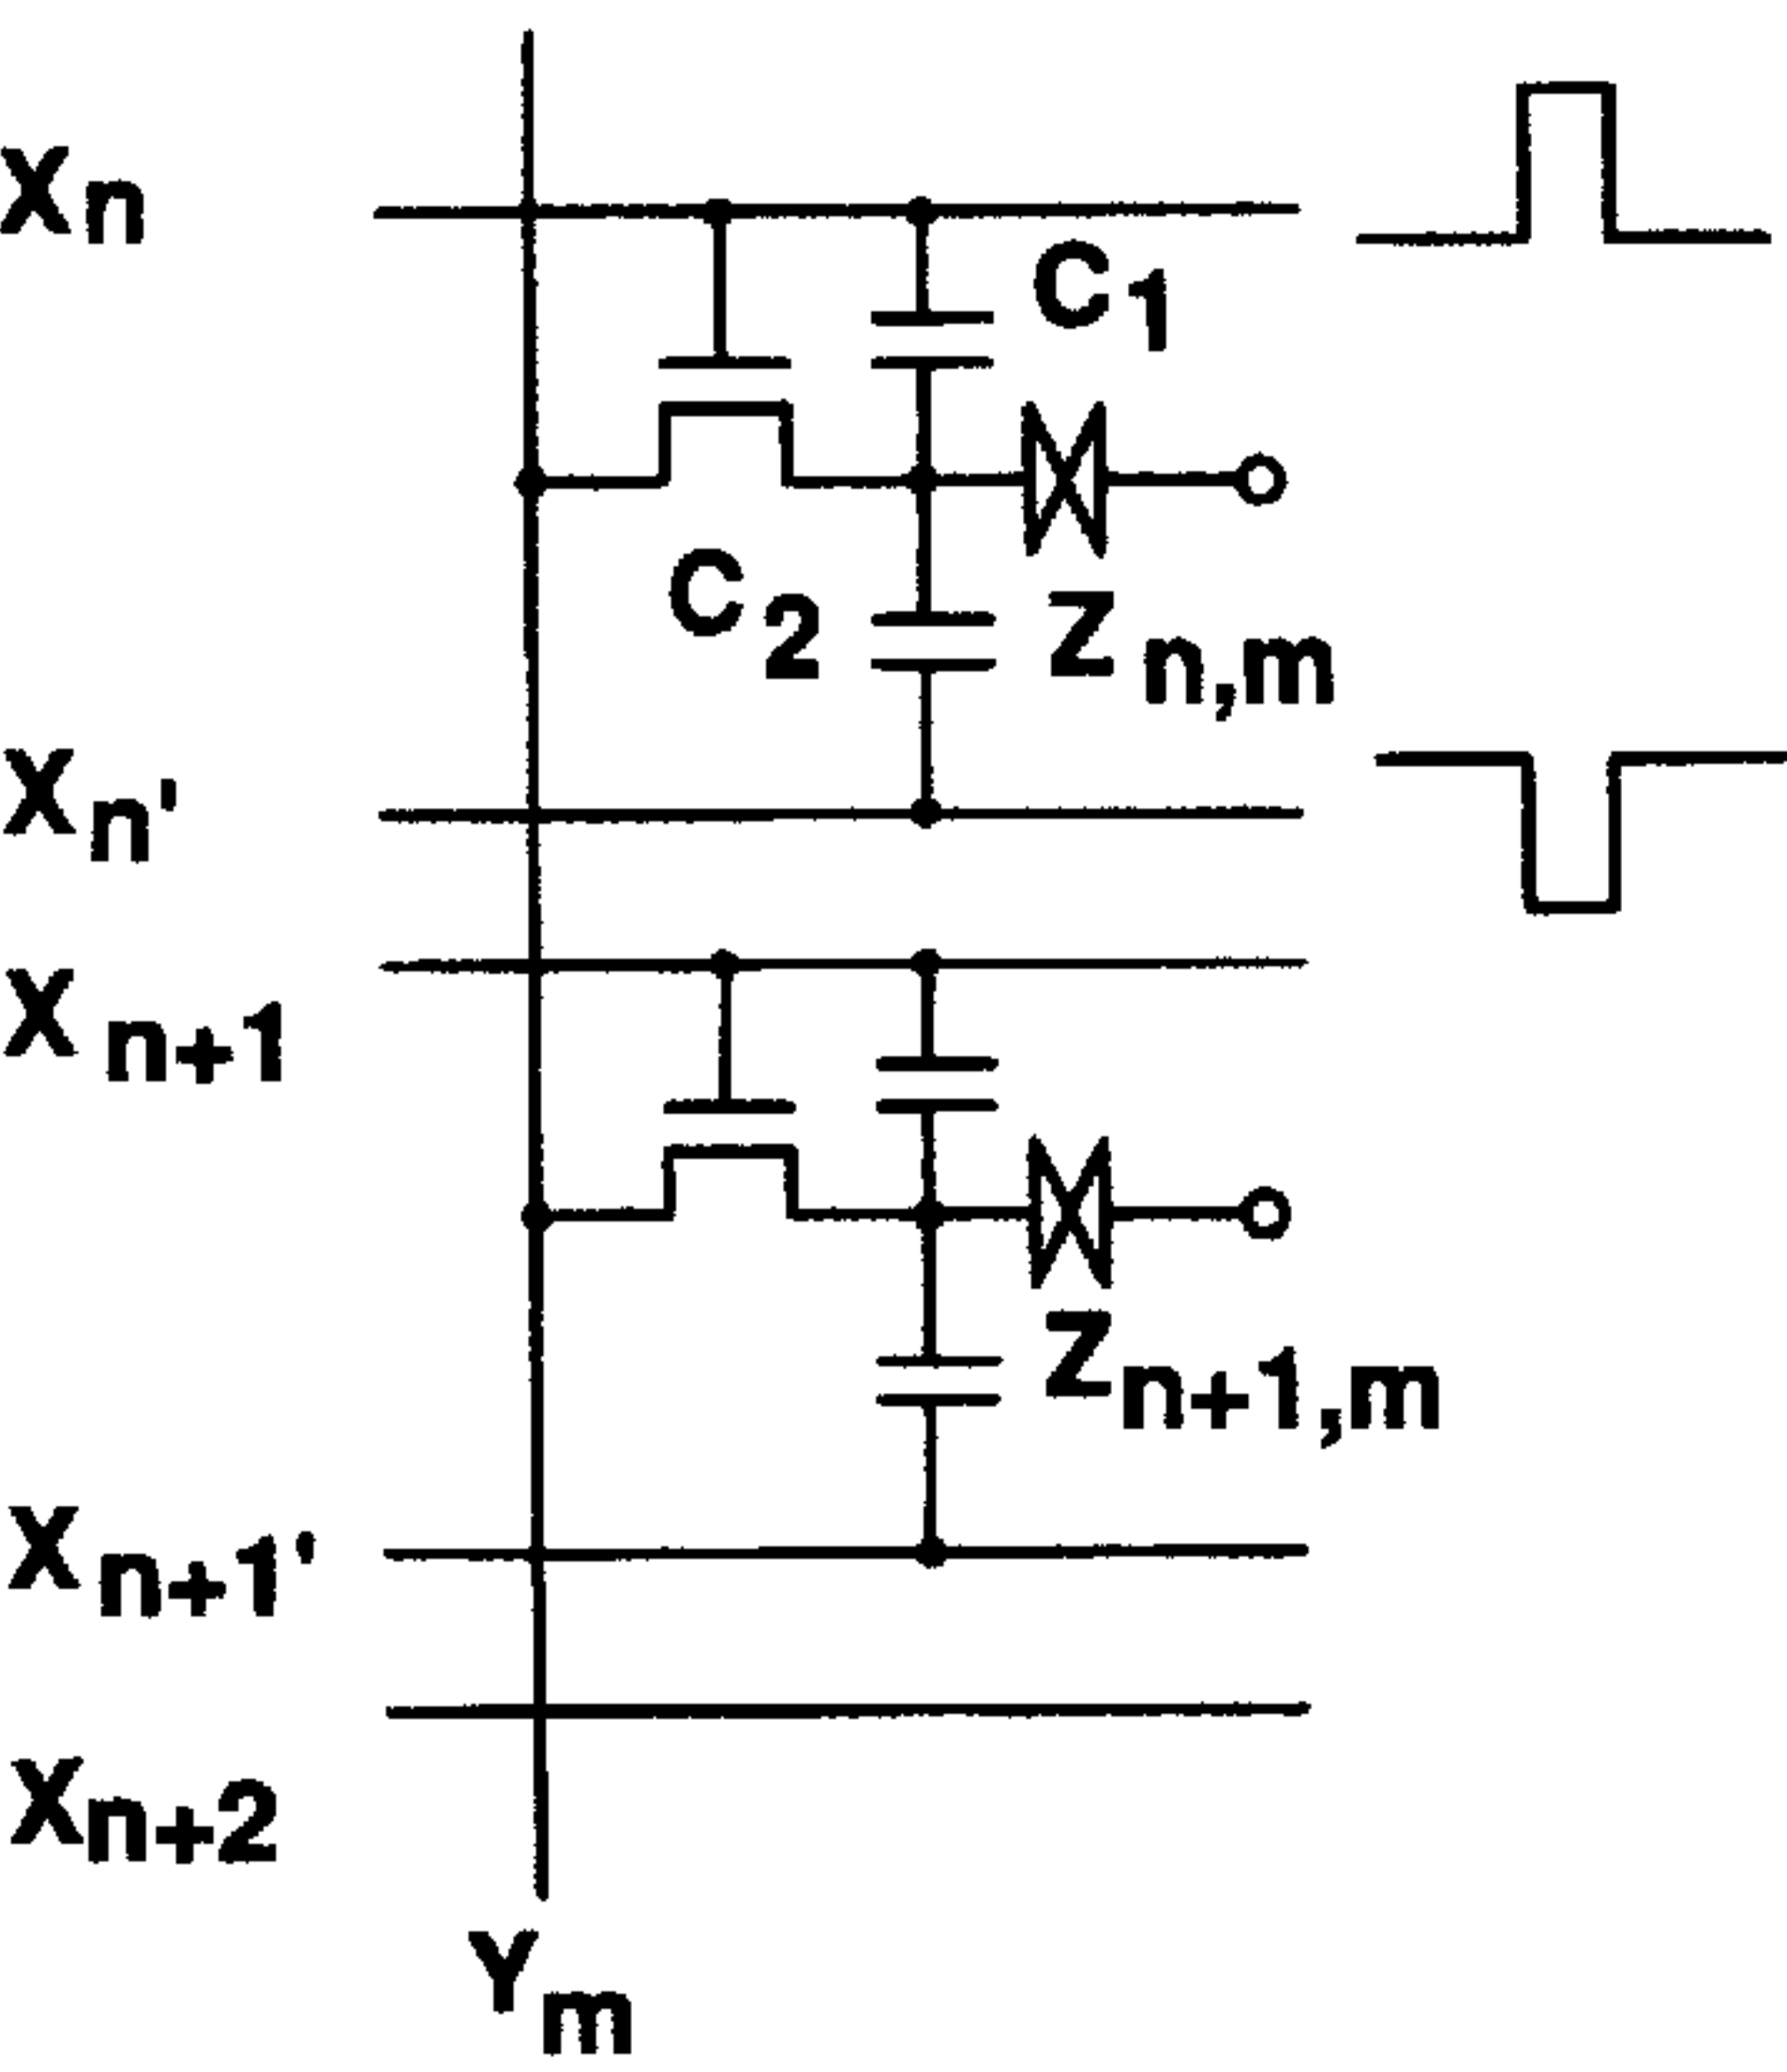 Xn
C1
C2
Zn,m
Xn'
Xn+1
Zn+1,m
Xn+1'
Xn+2
Ym